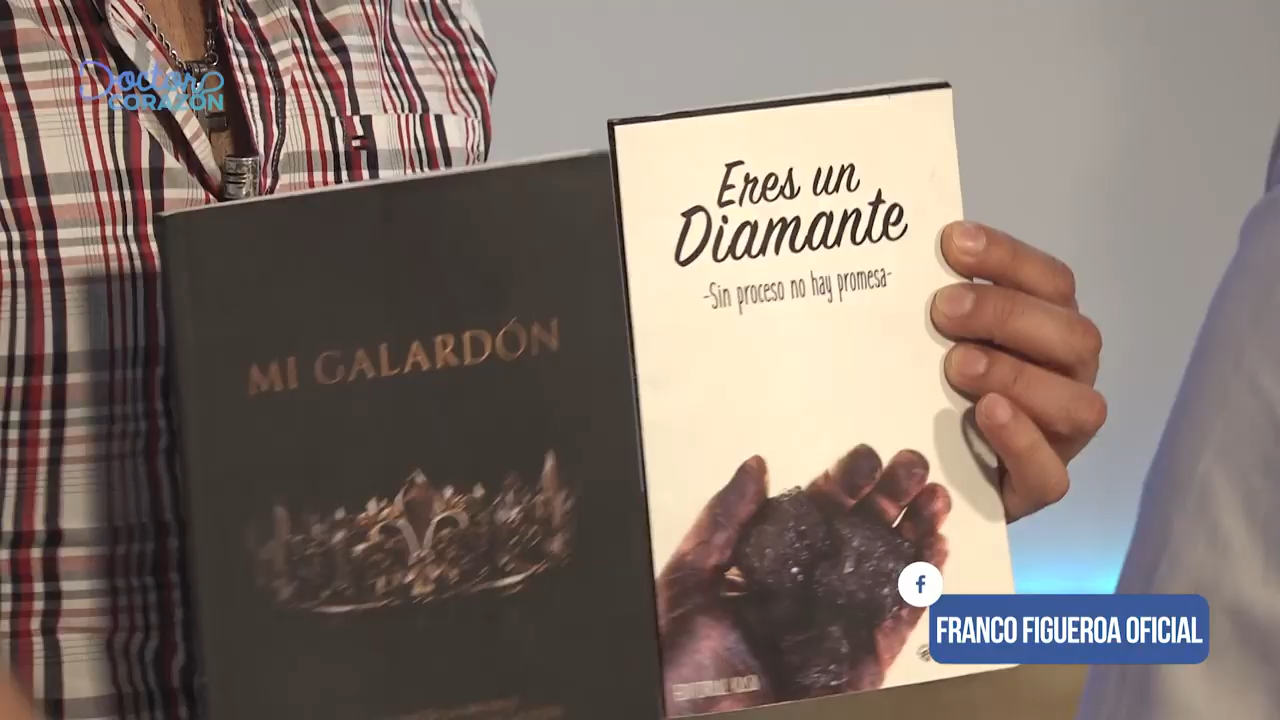 Doctor
CORAZÓN
MI GALARDÓN
Eres un
Diamante
-Sin proceso no hay promesa-
f
FRANCO FIGUEROA OFICIAL